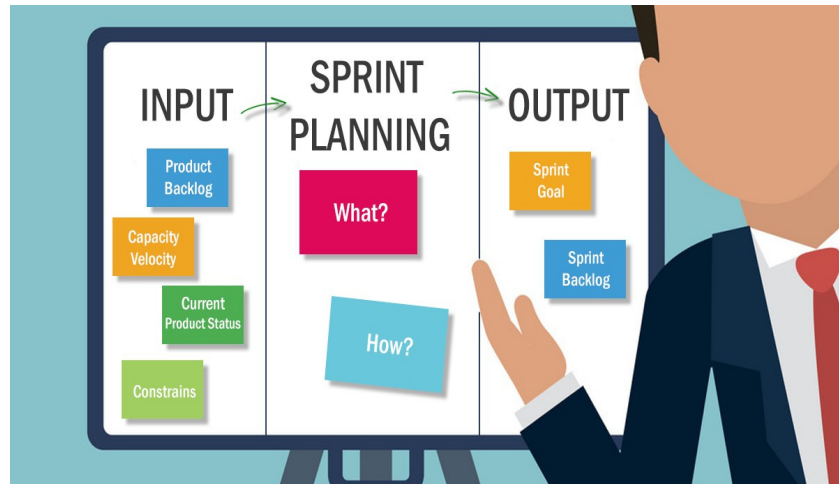 INPUT
Product
Backlog
Capacity
Velocity
Current
Product Status
Constrains
SPRINT
PLANNING
What?
How?
OUTPUT
Sprint
Goal
Sprint
Backlog